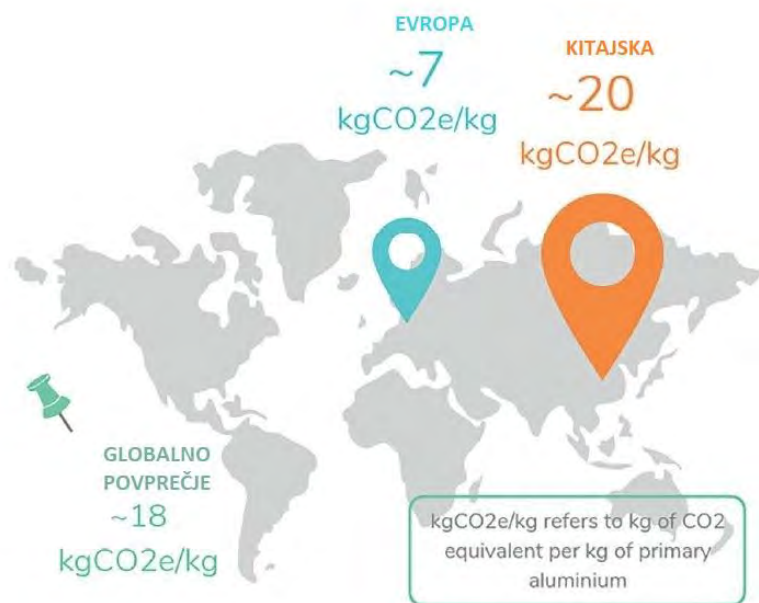 EVROPA
~7
kgCO2e/kg
KITAJSKA
~20
kgCO2e/kg
GLOBALNO
POVPREČJE
~18
kgCO2e/kg
kgCO2e/kg refers to kg of CO2
equivalent per kg of primary
aluminium